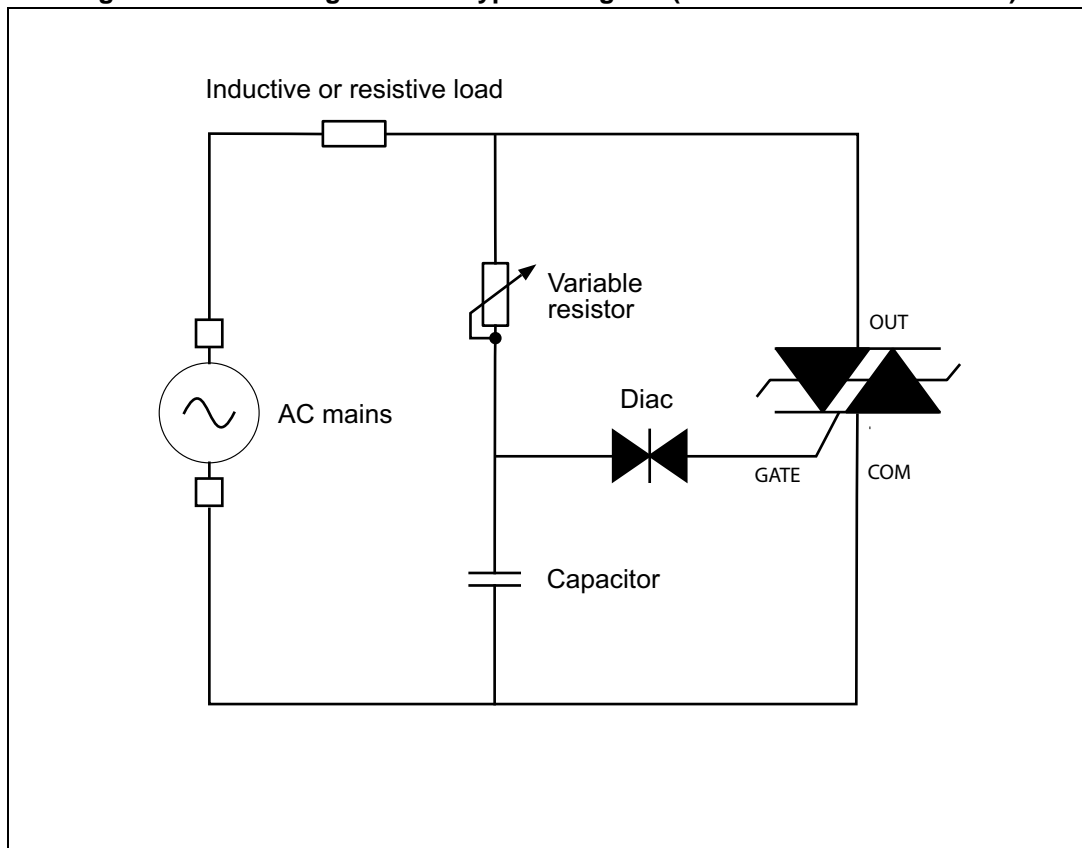 Inductive or resistive load
Variable
resistor
OUT
Diac
AC mains
GATE
COM
Capacitor